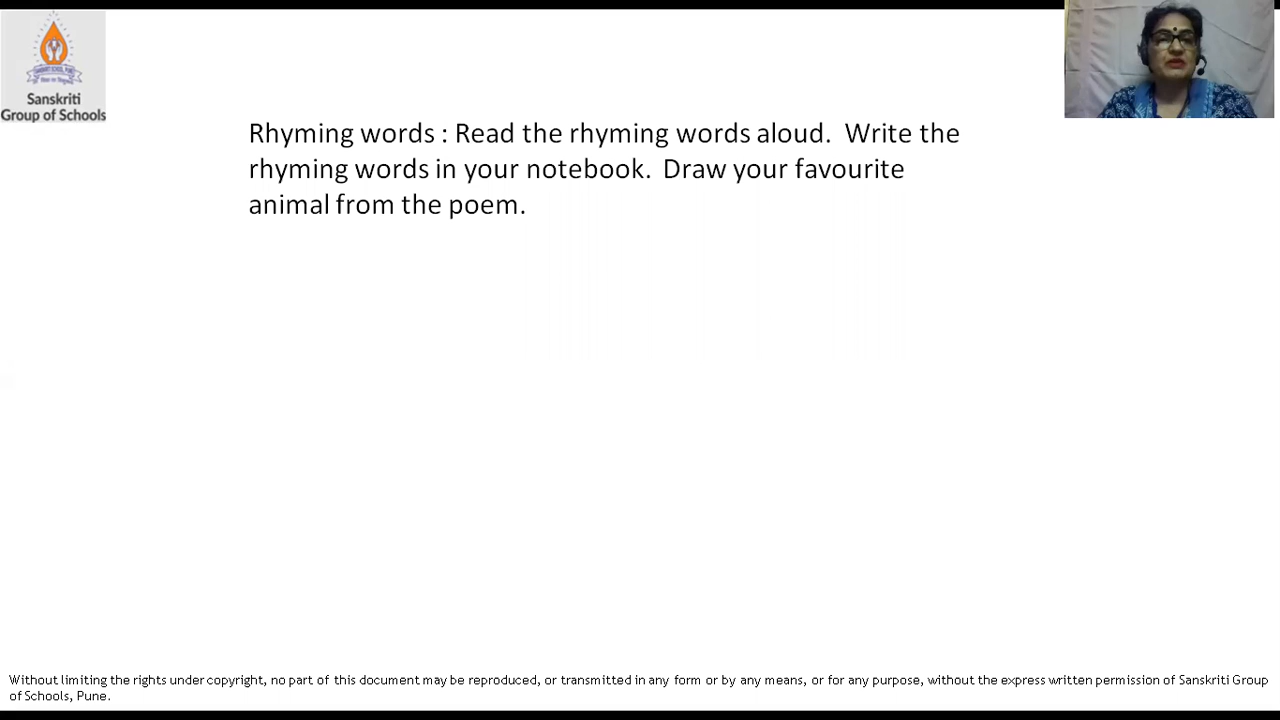 Sanskriti
Group of Schools
Rhyming words : Read the rhyming words aloud. Write the
rhyming words in your notebook. Draw your favourite
animal from the poem.
Without limiting the rights under copyright, no part of this document may be reproduced, or transmitted in any form or by any means, or for any purpose, without the express written permission of Sanskriti Group
of Schools, Pune.